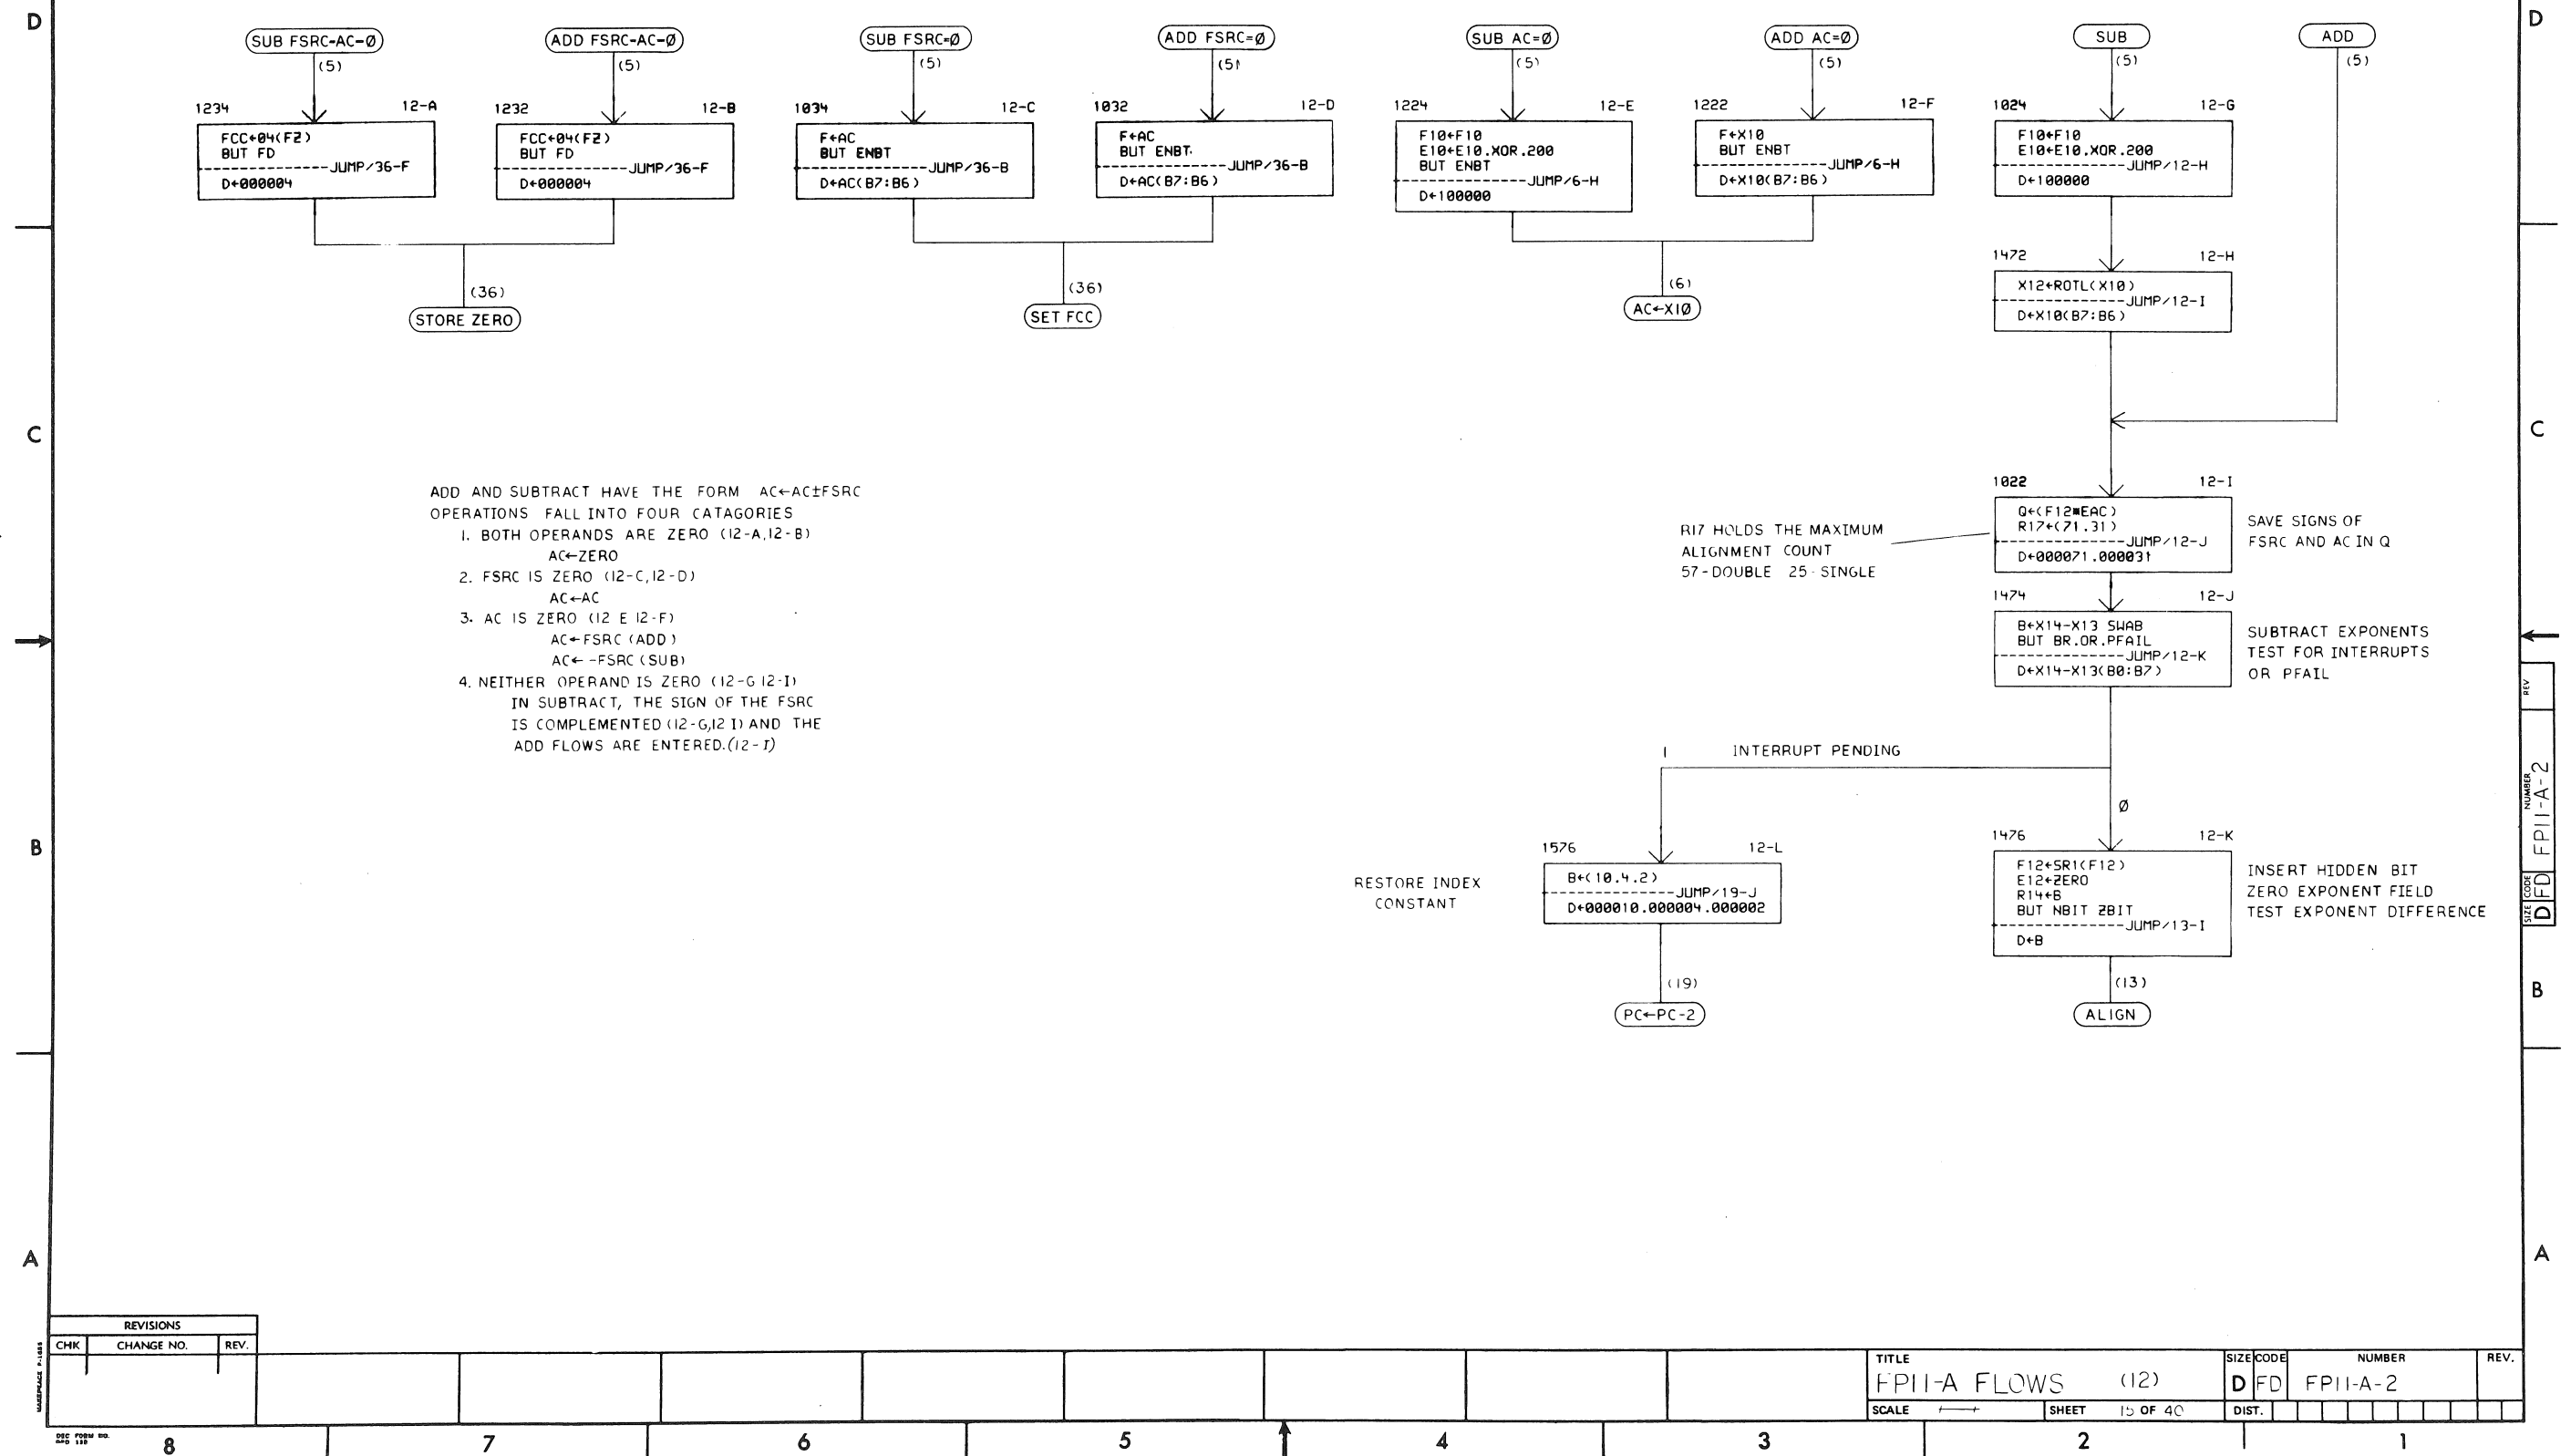 D
D
SUB FSRC-AC-Ø
ADD FSRC-AC-Ø
SUB FSRC=Ø
ADD FSRC=Ø
SUB AC=Ø
ADD AC=Ø
SUB
ADD
(5)
(5)
(5)
(5)
(5)
(5)
(5)
(5)
1234 12-A
FCC←04(FZ)
BUT FD
JUMP/36-F
D←000004
1232 12-B
FCC←04(FZ)
BUT FD
JUMP/36-F
D←000004
1034 12-C
F←AC
BUT ENBT
JUMP/36-B
D←AC(B7:B6)
1032 12-D
F←AC
BUT ENBT
JUMP/36-B
D←AC(B7:B6)
1224 12-E
F10←F10
E10←E10.XOR.200
BUT ENBT
JUMP/6-H
D←100000
1222 12-F
F←X10
BUT ENBT
JUMP/6-H
D←X10(B7:B6)
1024 12-G
F10←F10
E10←E10.XOR.200
JUMP/12-H
D←100000
(36)
STORE ZERO
(36)
SET FCC
(6)
AC←X1Ø
1472 12-H
X12←ROTL(X10)
JUMP/12-I
D←X10(B7:B6)
C
C
ADD AND SUBTRACT HAVE THE FORM AC←AC±FSRC
OPERATIONS FALL INTO FOUR CATAGORIES
1. BOTH OPERANDS ARE ZERO (12-A,12-B)
AC←ZERO
2. FSRC IS ZERO (12-C,12-D)
AC←AC
3. AC IS ZERO (12 E 12-F)
AC←FSRC (ADD)
AC← -FSRC (SUB)
4. NEITHER OPERAND IS ZERO (12-G 12-I)
IN SUBTRACT, THE SIGN OF THE FSRC
IS COMPLEMENTED (12-G,12 I) AND THE
ADD FLOWS ARE ENTERED.(12-I)
R17 HOLDS THE MAXIMUM
ALIGNMENT COUNT
57-DOUBLE 25-SINGLE
1022 12-I
Q←(F12*EAC)
R17←(71.31)
JUMP/12-J
D←000071.000031
SAVE SIGNS OF
FSRC AND AC IN Q
1474 12-J
B←X14-X13 SWAB
BUT BR.OR.PFAIL
JUMP/12-K
D←X14-X13(B0:B7)
SUBTRACT EXPONENTS
TEST FOR INTERRUPTS
OR PFAIL
1 INTERRUPT PENDING
Ø
B
1576 12-L
B←(10.4.2)
JUMP/19-J
D←000010.000004.000002
RESTORE INDEX
CONSTANT
1476 12-K
F12←SR1(F12)
E12←ZERO
R14←B
BUT NBIT ZBIT
JUMP/13-I
D←B
INSERT HIDDEN BIT
ZERO EXPONENT FIELD
TEST EXPONENT DIFFERENCE
(19)
PC←PC-2
(13)
ALIGN
B
REV
NUMBER
FP11-A-2
SIZE CODE
D FD
A
A
REVISIONS
CHK CHANGE NO. REV.
TITLE
FP11-A FLOWS (12)
SIZE CODE NUMBER REV.
D FD FP11-A-2
SCALE SHEET 15 OF 40 DIST.
DEC FORM NO.
8 7 6 5 4 3 2 1